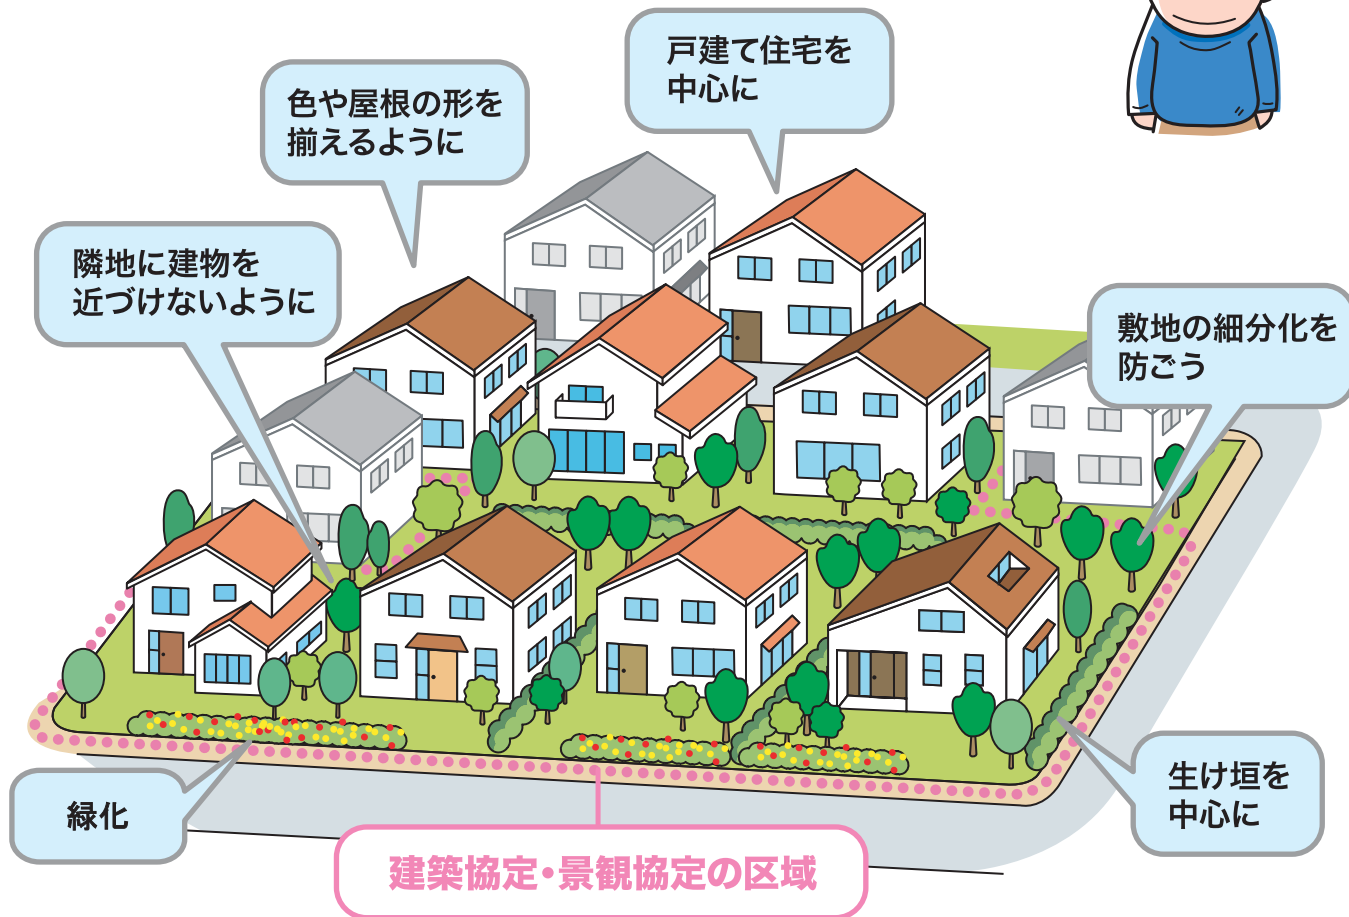 戸建て住宅を
中心に
色や屋根の形を
揃えるように
隣地に建物を
近づけないように
敷地の細分化を
防ごう
生け垣を
中心に
緑化
建築協定・景観協定の区域